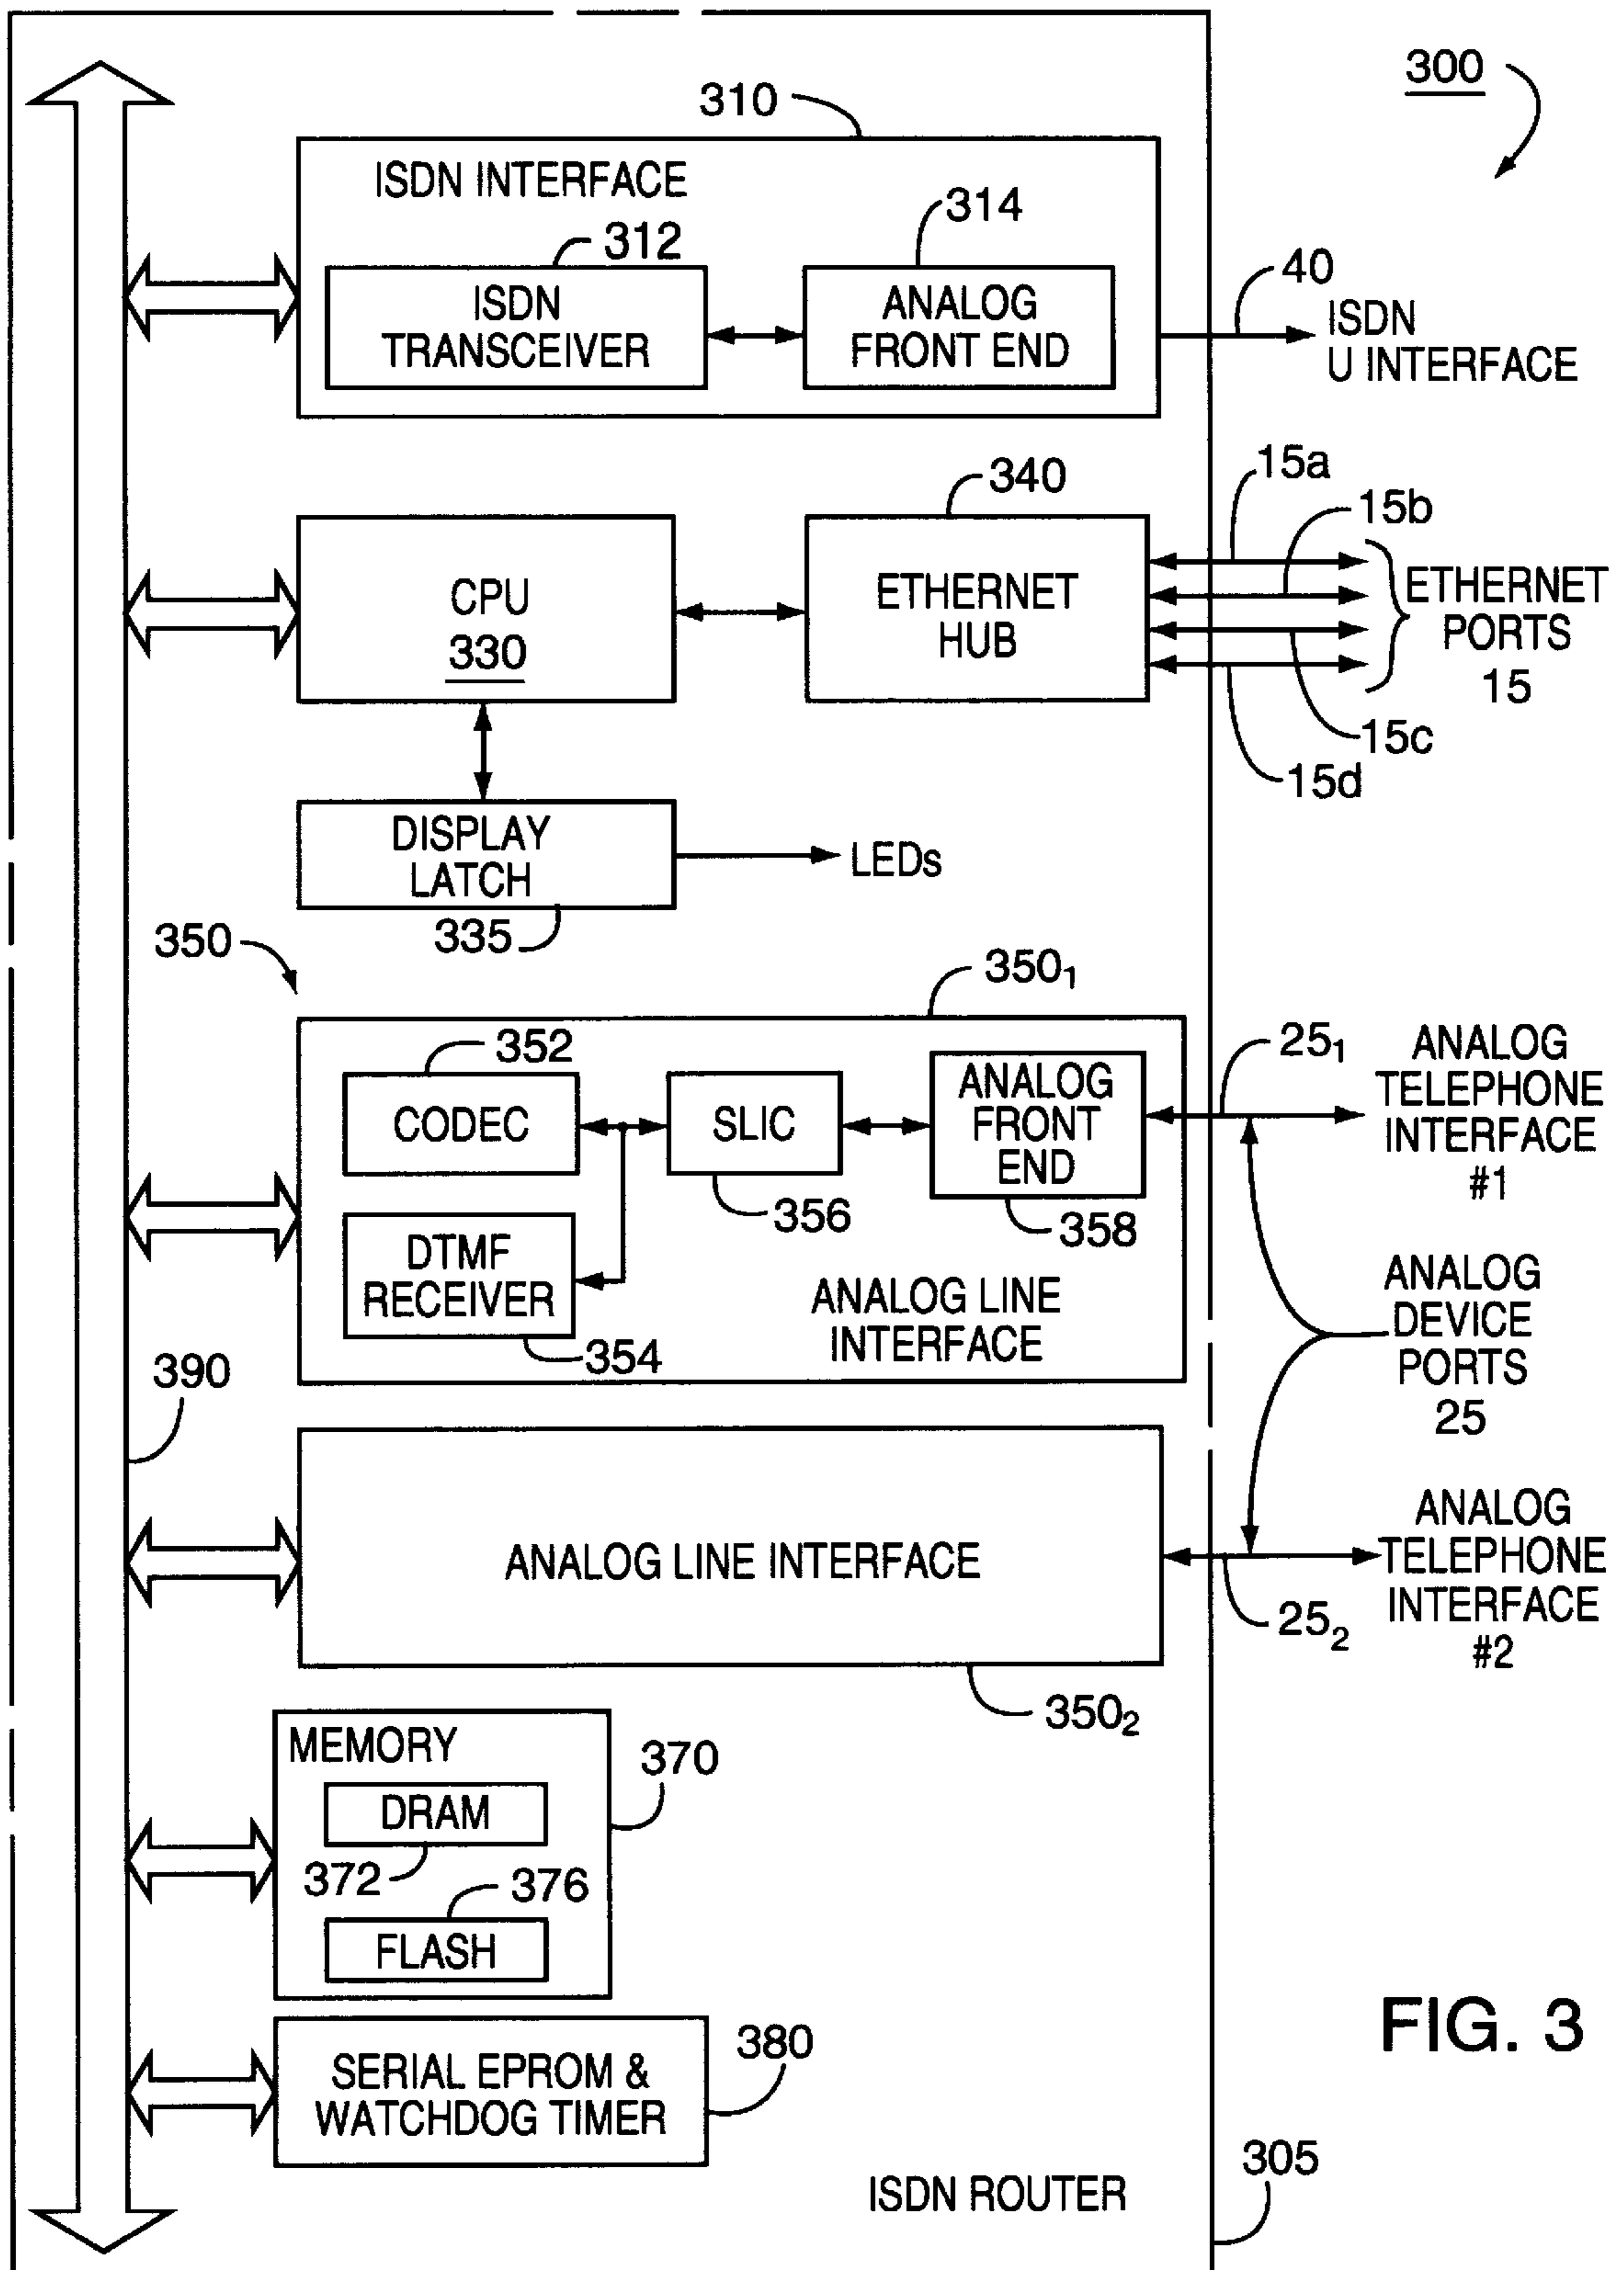 300
310
ISDN INTERFACE
314
312
ISDN
TRANSCEIVER
ANALOG
FRONT END
40
ISDN
U INTERFACE
340
15a
15b
CPU
330
ETHERNET
HUB
ETHERNET
PORTS
15
15c
15d
DISPLAY
LATCH
LEDs
335
350
350₁
352
CODEC
SLIC
ANALOG
FRONT
END
25₁
ANALOG
TELEPHONE
INTERFACE
#1
356
358
DTMF
RECEIVER
354
ANALOG LINE
INTERFACE
ANALOG
DEVICE
PORTS
25
390
ANALOG LINE INTERFACE
ANALOG
TELEPHONE
INTERFACE
#2
25₂
350₂
MEMORY
370
DRAM
372
376
FLASH
FIG. 3
380
SERIAL EPROM &
WATCHDOG TIMER
305
ISDN ROUTER